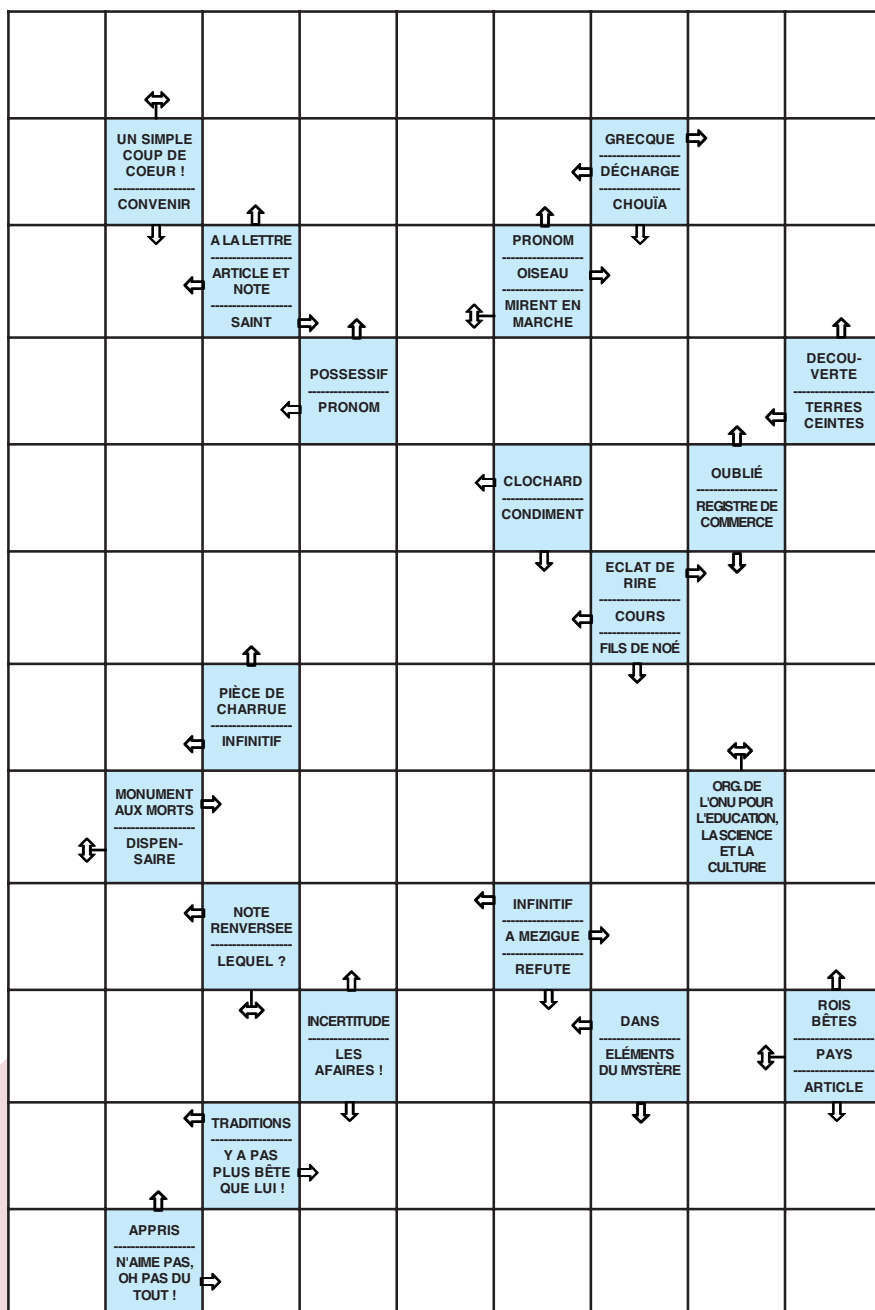 UN SIMPLE
COUP DE
COEUR !
CONVENIR
GRECQUE
DÉCHARGE
CHOUÏA
A LA LETTRE
ARTICLE ET
NOTE
SAINT
PRONOM
OISEAU
MIRENT EN
MARCHE
POSSESSIF
PRONOM
DECOU-
VERTE
TERRES
CEINTES
CLOCHARD
CONDIMENT
OUBLIÉ
REGISTRE DE
COMMERCE
ECLAT DE
RIRE
COURS
FILS DE NOÉ
PIÈCE DE
CHARRUE
INFINITIF
MONUMENT
AUX MORTS
DISPEN-
SAIRE
ORG. DE
L'ONU POUR
L'EDUCATION,
LA SCIENCE
ET LA
CULTURE
NOTE
RENVERSEE
LEQUEL ?
INFINITIF
A MEZIGUE
REFUTE
INCERTITUDE
LES
AFAIRES !
DANS
ELÉMENTS
DU MYSTÈRE
ROIS
BÊTES
PAYS
ARTICLE
TRADITIONS
Y A PAS
PLUS BÊTE
QUE LUI !
APPRIS
N'AIME PAS,
OH PAS DU
TOUT !